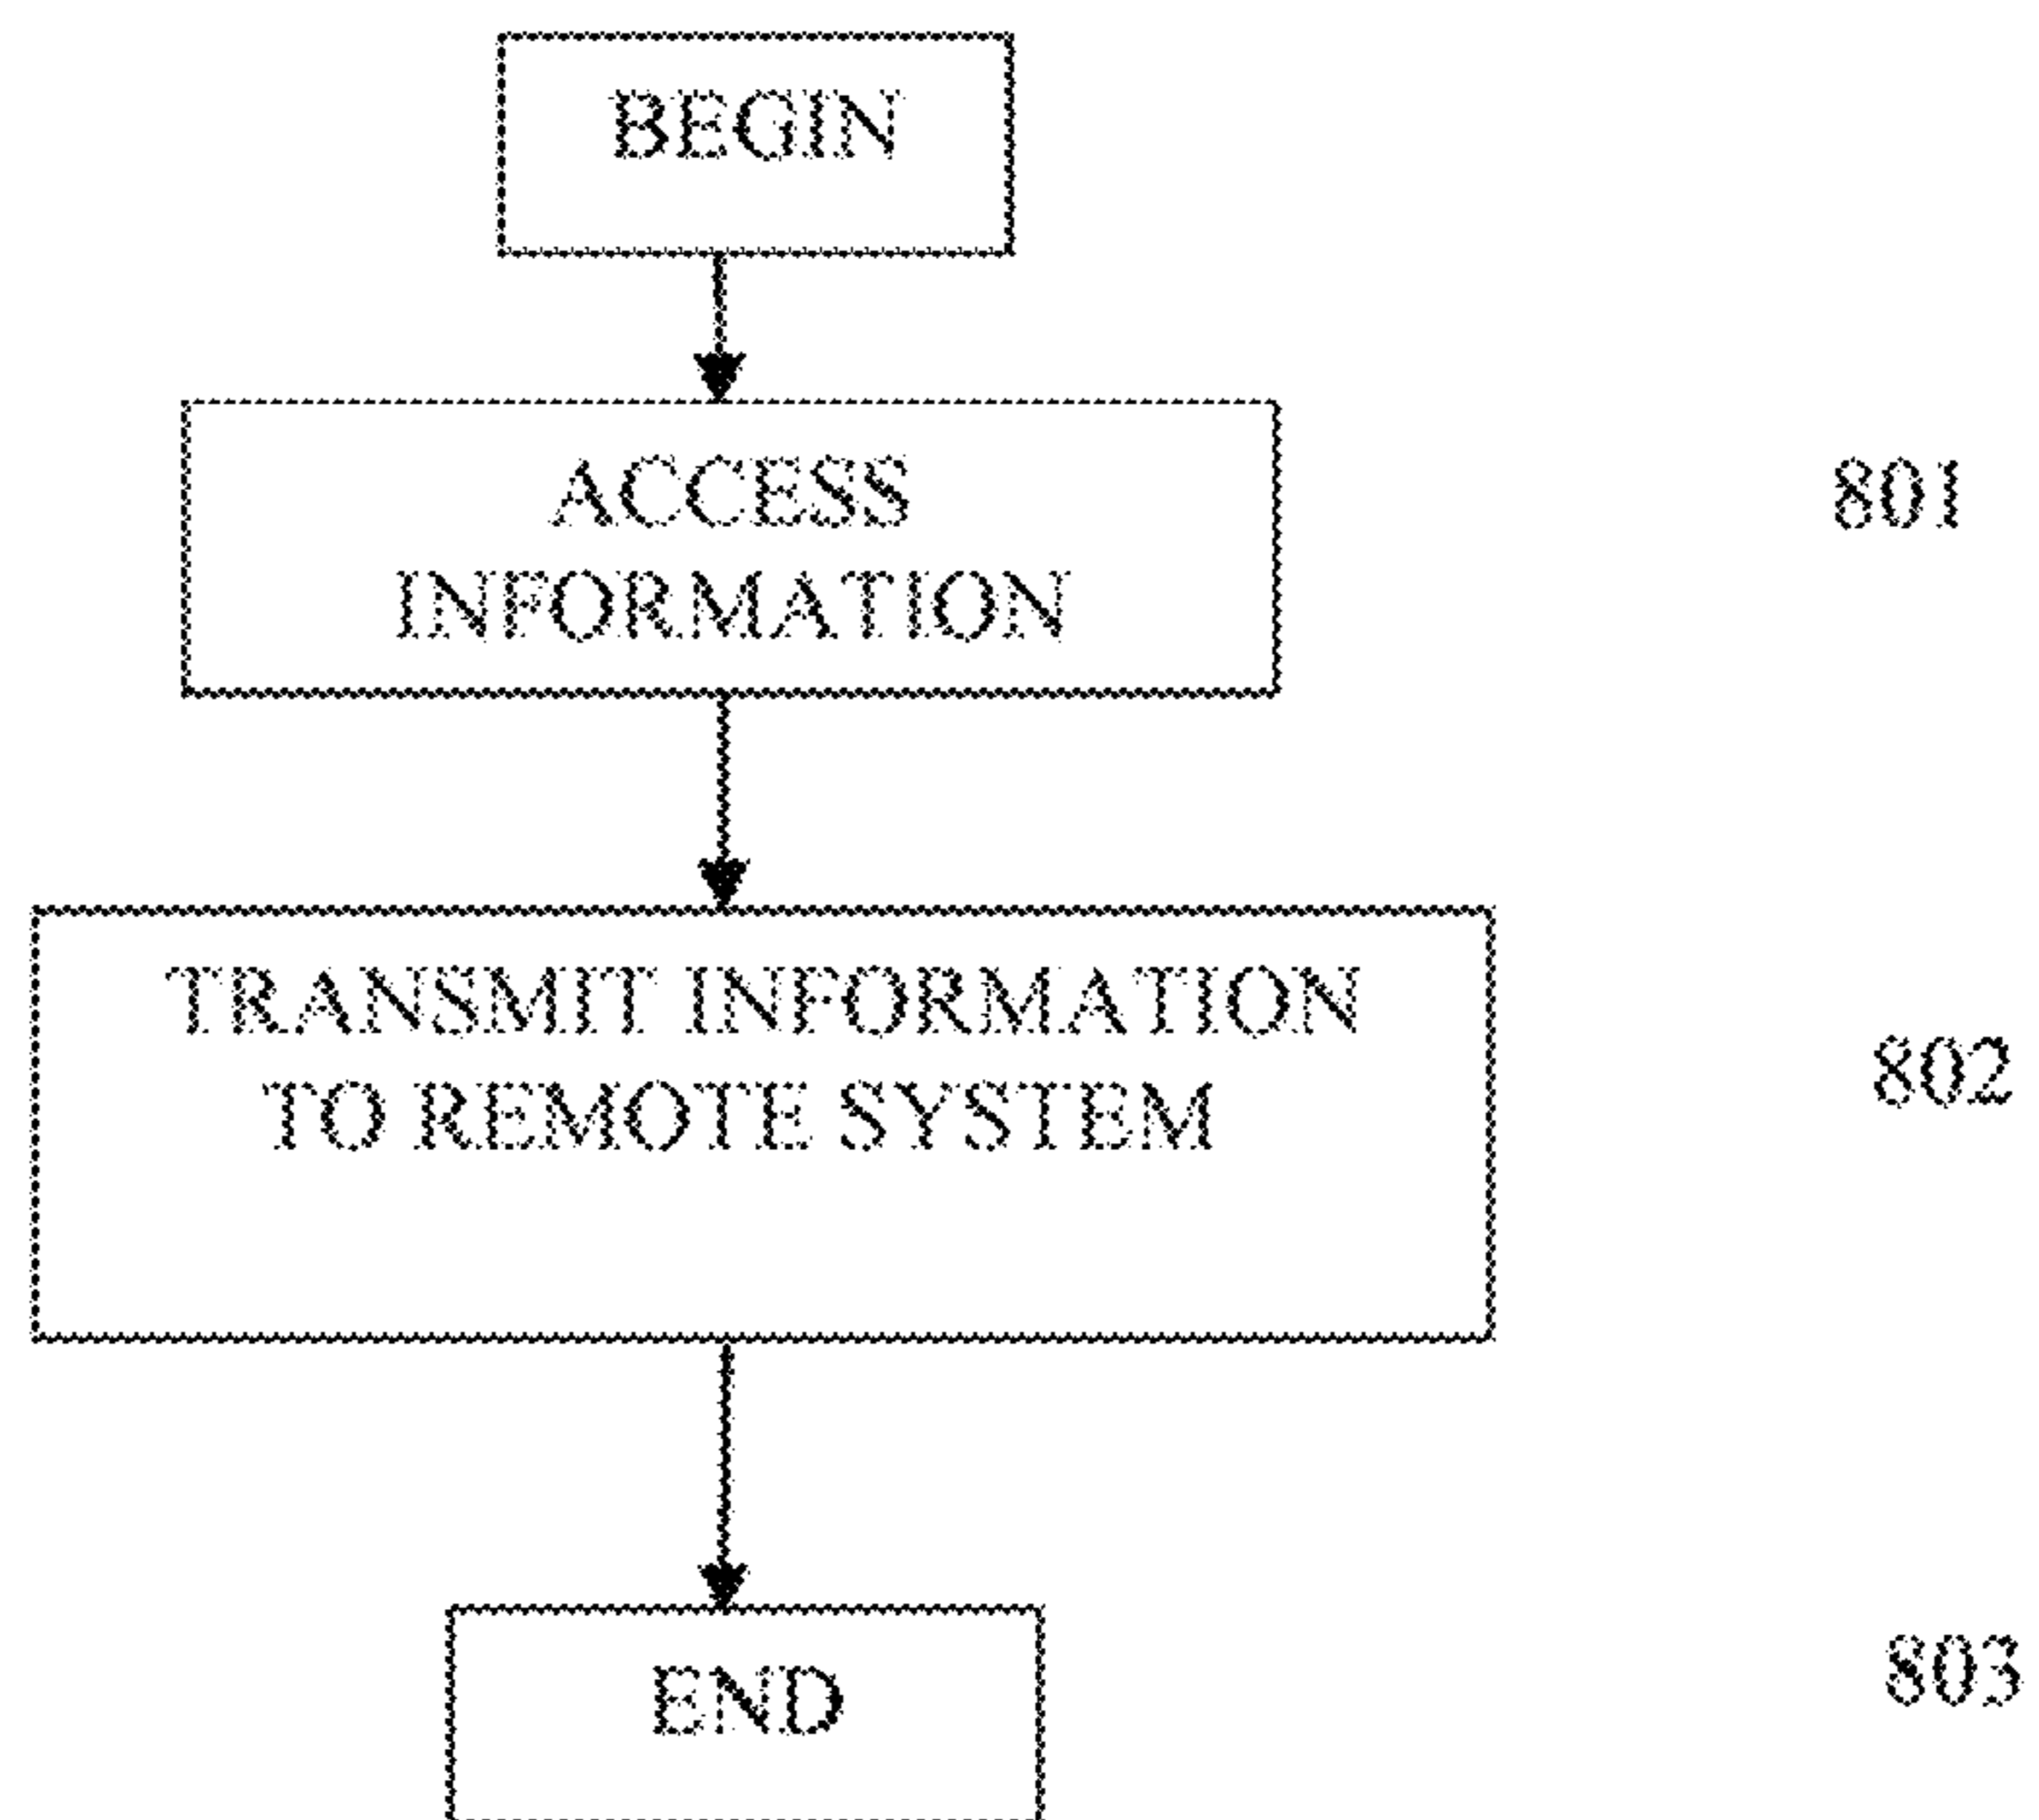 BEGIN
ACCESS
INFORMATION
801
TRANSMIT INFORMATION
TO REMOTE SYSTEM
802
END
803